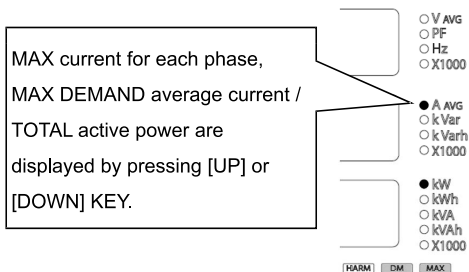 V AVG
PF
Hz
X1000
MAX current for each phase,
MAX DEMAND average current /
TOTAL active power are
displayed by pressing [UP] or
[DOWN] KEY.
A AVG
k Var
k Varh
X1000
kW
kWh
kVA
kVAh
X1000
HARM DM MAX